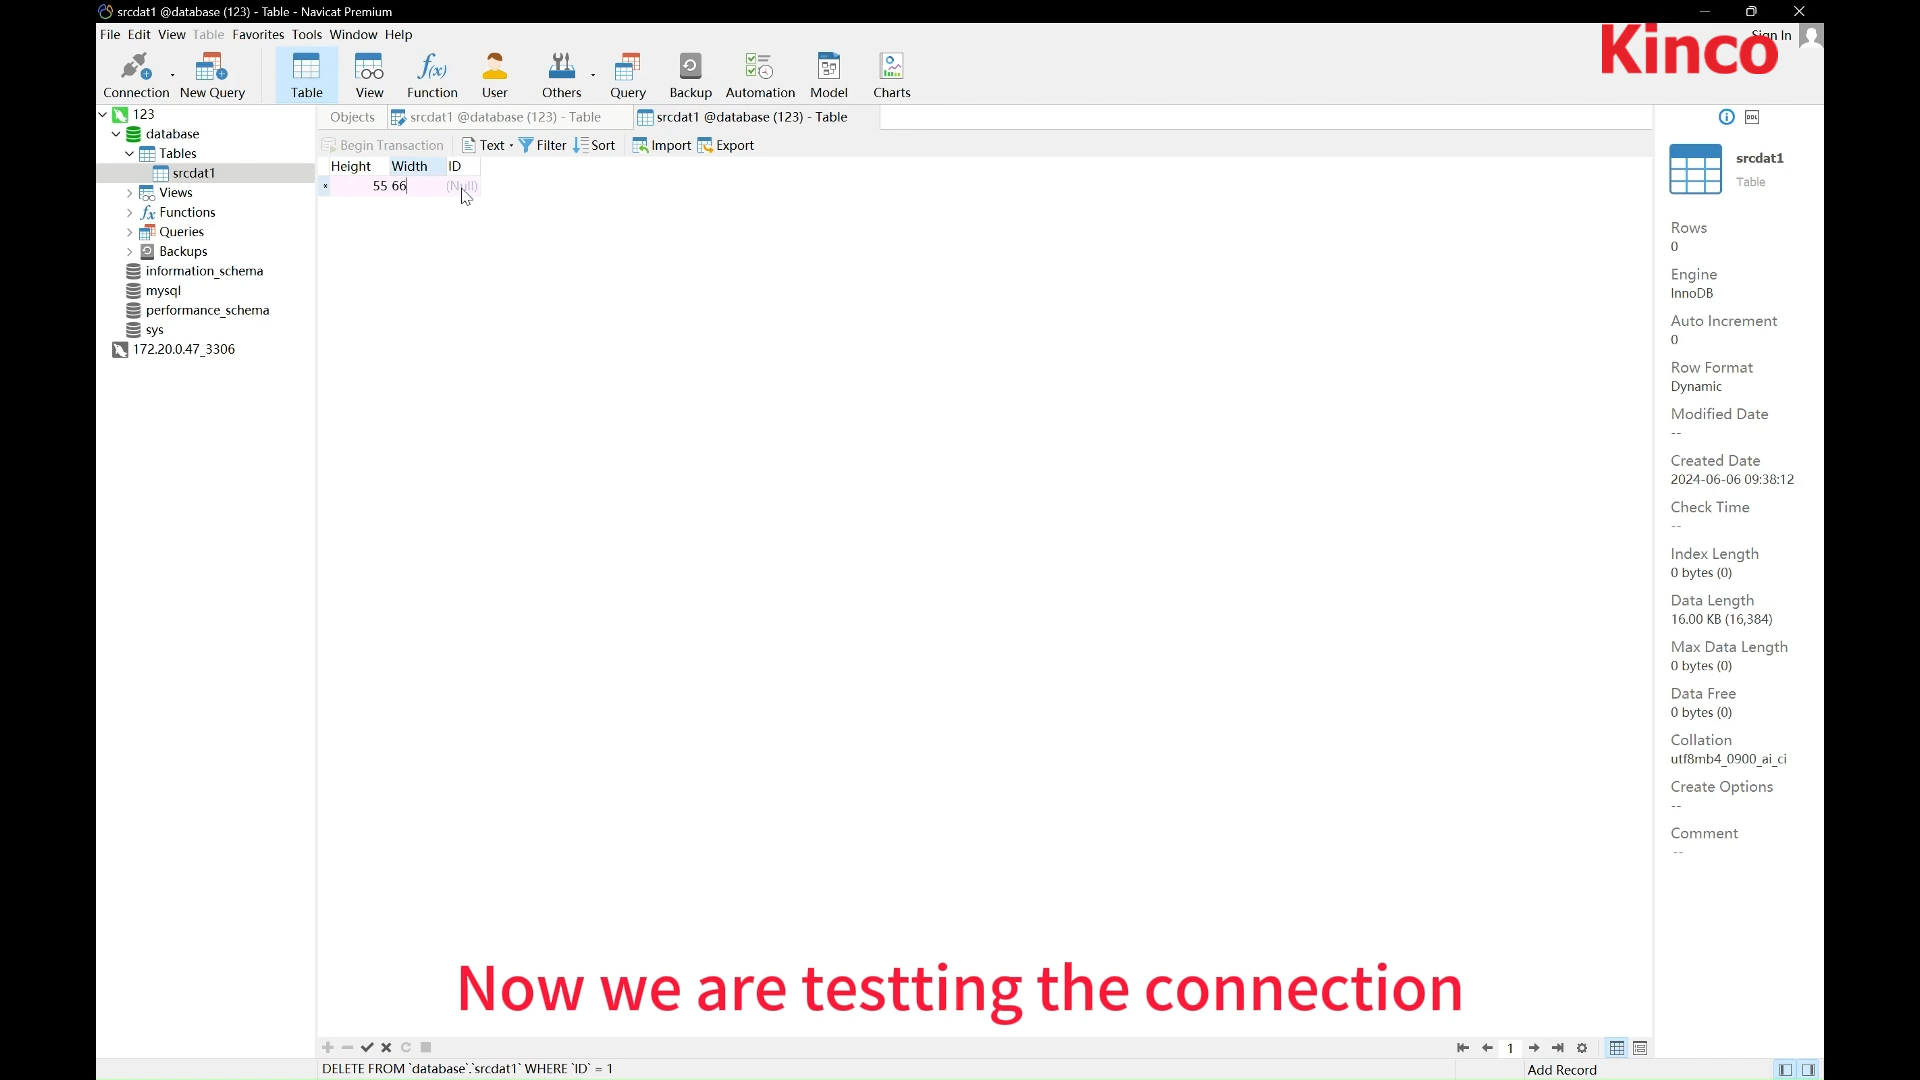 srcdat1 @database (123) - Table - Navicat Premium
File Edit View Table Favorites Tools Window Help
Sign In
Kinco
Connection New Query Table View Function User Others Query Backup Automation Model Charts
123
database
Tables
srcdat1
Views
Functions
Queries
Backups
information_schema
mysql
performance_schema
sys
172.20.0.47_3306
Objects srcdat1 @database (123) - Table srcdat1 @database (123) - Table
Begin Transaction Text Filter Sort Import Export
Height Width ID
* 55 66 (Null)
DDL
srcdat1
Table
Rows
0
Engine
InnoDB
Auto Increment
0
Row Format
Dynamic
Modified Date
--
Created Date
2024-06-06 09:38:12
Check Time
--
Index Length
0 bytes (0)
Data Length
16.00 KB (16,384)
Max Data Length
0 bytes (0)
Data Free
0 bytes (0)
Collation
utf8mb4_0900_ai_ci
Create Options
--
Comment
--
Now we are testting the connection
1
DELETE FROM `database`.`srcdat1` WHERE `ID` = 1
Add Record